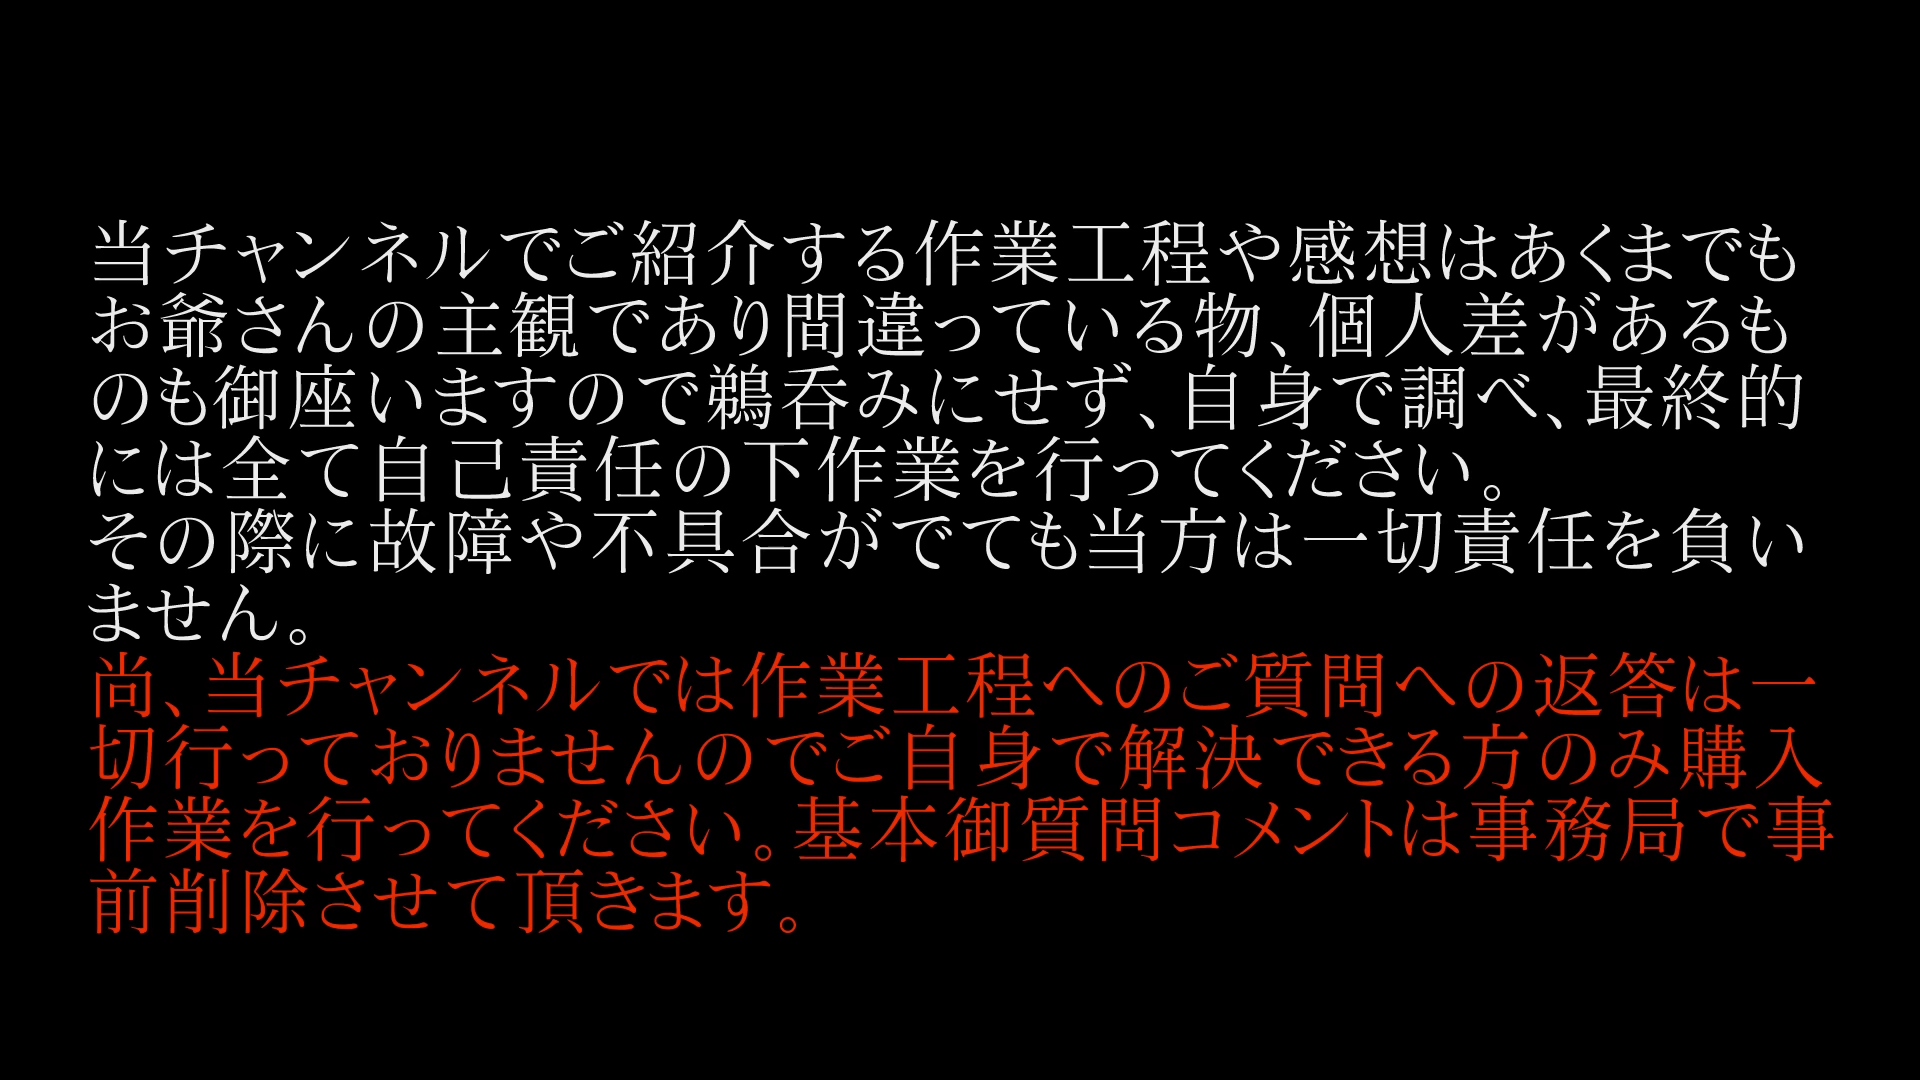 当チャンネルでご紹介する作業工程や感想はあくまでも
お爺さんの主観であり間違っている物、個人差があるも
のも御座いますので鵜呑みにせず、自身で調べ、最終的
には全て自己責任の下作業を行ってください。
その際に故障や不具合がでても当方は一切責任を負い
ません。
尚、当チャンネルでは作業工程へのご質問への返答は一
切行っておりませんのでご自身で解決できる方のみ購入
作業を行ってください。基本御質問コメントは事務局で事
前削除させて頂きます。